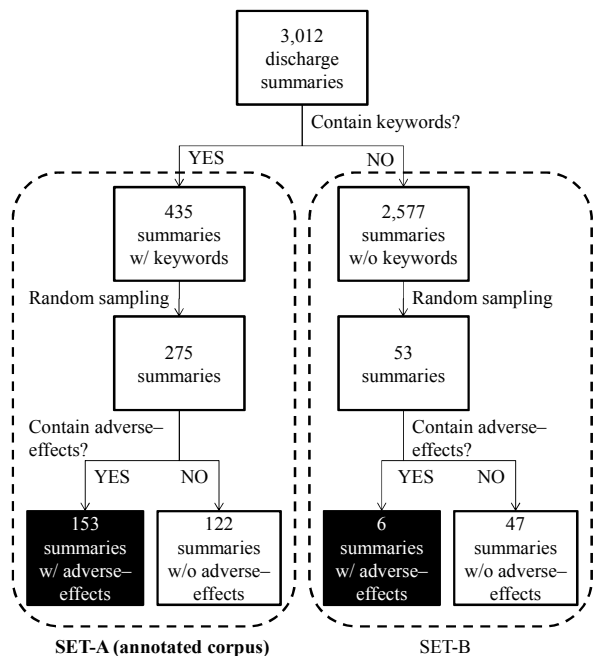 3,012
discharge
summaries
Contain keywords?
YES
NO
435
summaries
w/ keywords
2,577
summaries
w/o keywords
Random sampling
Random sampling
275
summaries
53
summaries
Contain adverse–
effects?
Contain adverse–
effects?
YES
NO
YES
NO
153
summaries
w/ adverse–
effects
122
summaries
w/o adverse–
effects
6
summaries
w/ adverse–
effects
47
summaries
w/o adverse–
effects
SET-A (annotated corpus)
SET-B